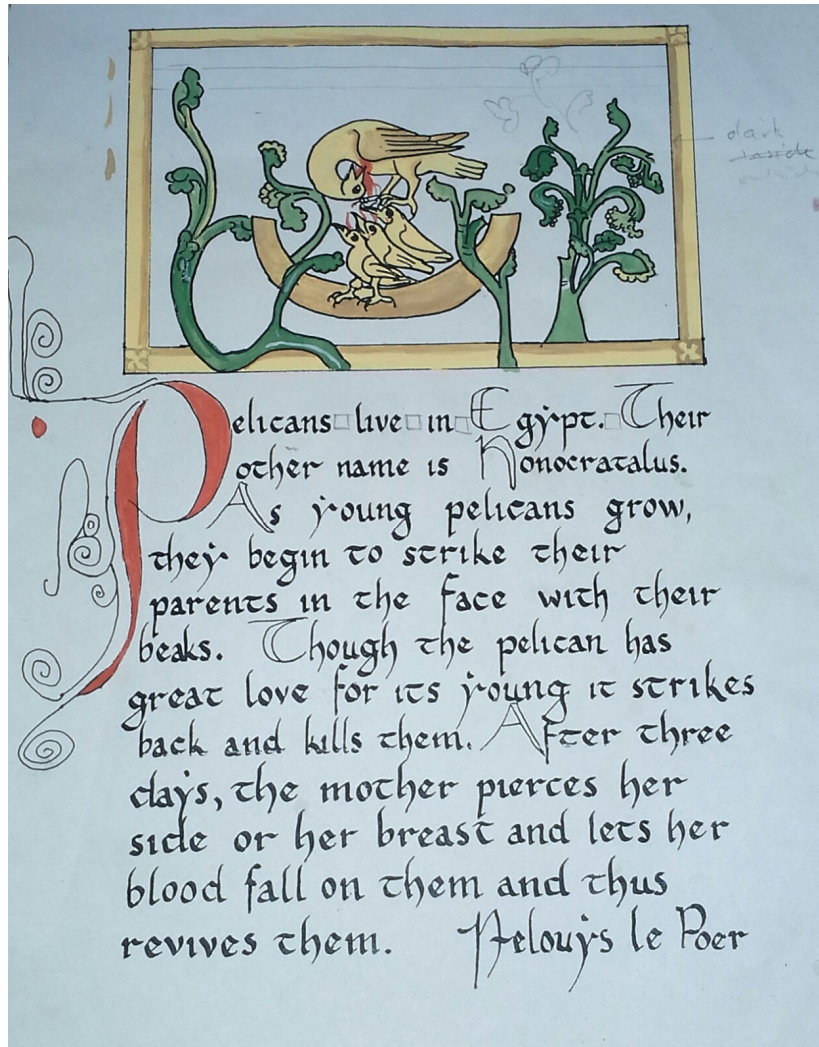 dark
Pelicans live in Egypt. Their
other name is Nonocratalus.
As young pelicans grow,
they begin to strike their
parents in the face with their
beaks. Though the pelican has
great love for its young it strikes
back and kills them. After three
days, the mother pierces her
side or her breast and lets her
blood fall on them and thus
revives them. Helouys le Poer